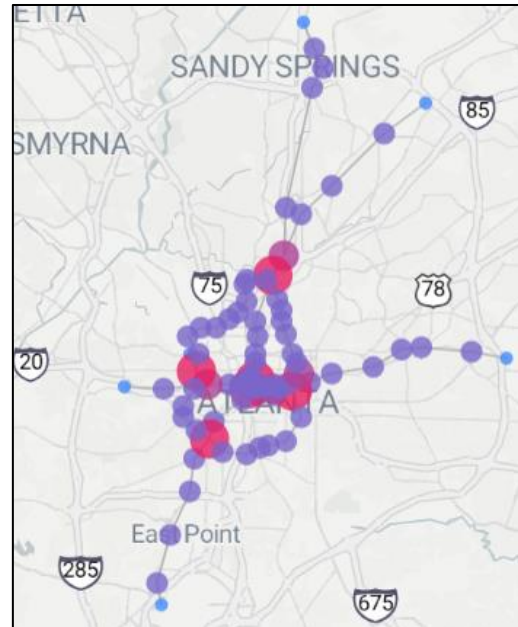 ETTA
SANDY SPRINGS
85
SMYRNA
75
78
20
ATLANTA
East Point
285
675